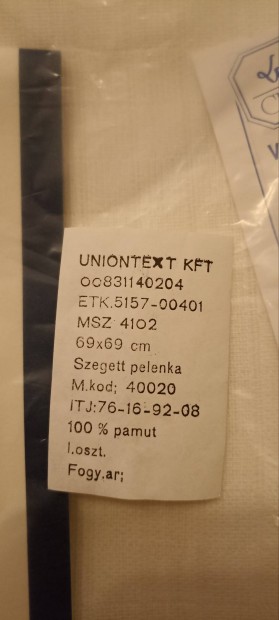 UNIONTEXT KFT
00831140204
ETK.5157-00401
MSZ 4102
69x69 cm
Szegett pelenka
M.kod; 40020
ITJ:76-16-92-08
100 % pamut
I.oszt.
Fogy.ar;